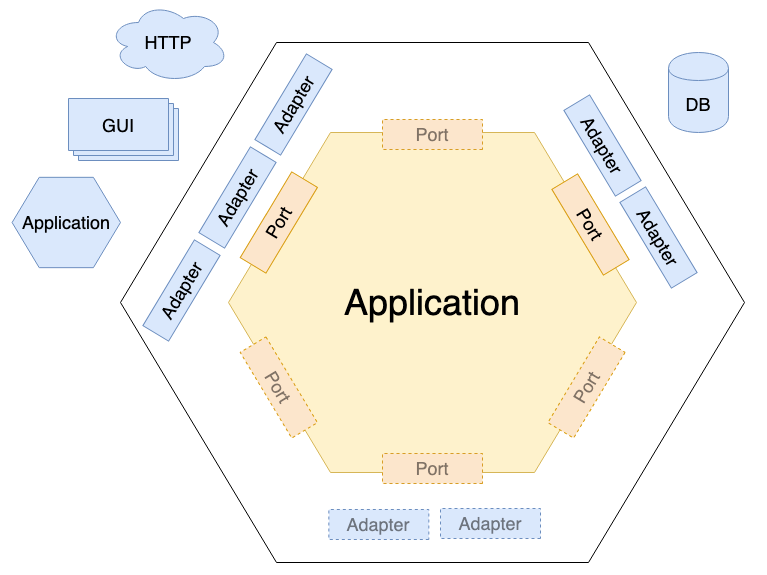 HTTP
GUI
Application
Adapter
Adapter
Adapter
Port
Port
Adapter
Adapter
Port
DB
Application
Port
Port
Port
Adapter
Adapter